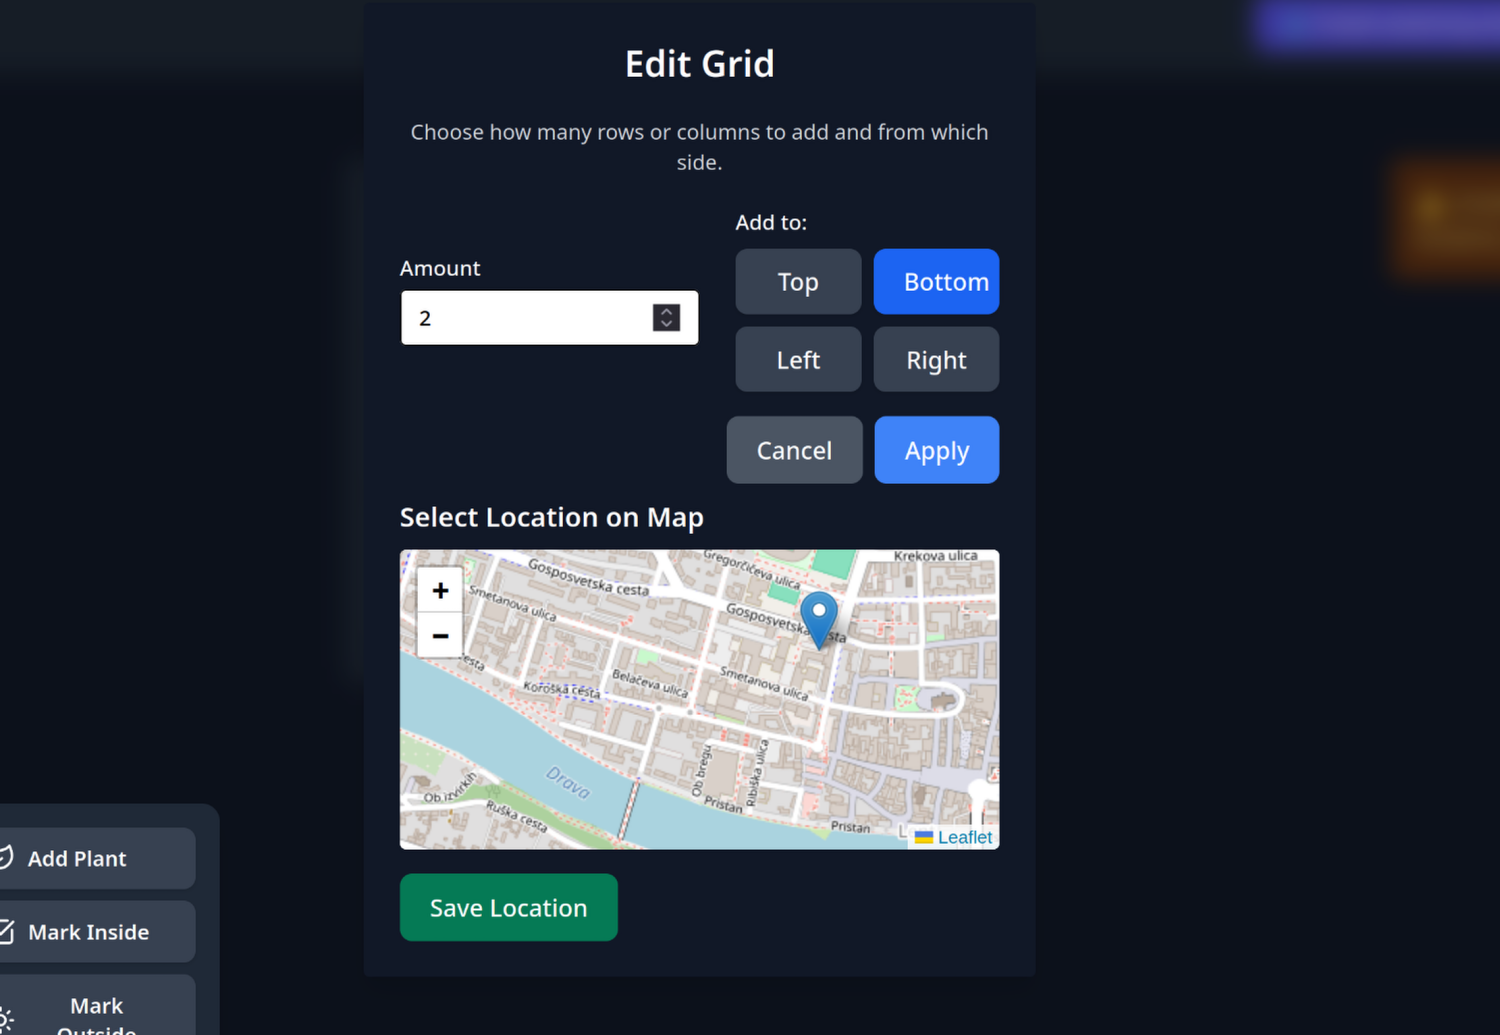 Edit Grid
Choose how many rows or columns to add and from which
side.
Add to:
Amount
2
Top
Bottom
Left
Right
Cancel
Apply
Select Location on Map
+
−
Gosposvetska cesta
Gregorčičeva ulica
Krekova ulica
Smetanova ulica
Gosposvetska cesta
cesta
Koroška cesta
Belačeva ulica
Smetanova ulica
Drava
Ob bregu
Ribiška ulica
Ob izvirkih
Ruška cesta
Pristan
Pristan
Leaflet
Save Location
Add Plant
Mark Inside
Mark
Outside